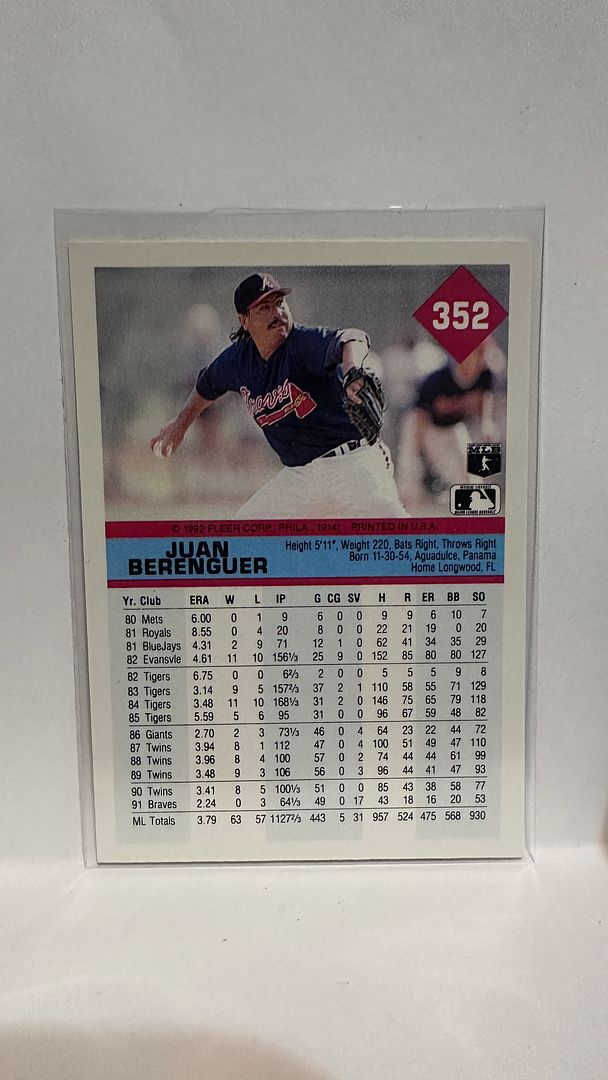 352
Braves
MLB
© 1992 FLEER CORP., PHILA., 19141 PRINTED IN U.S.A.
JUAN
BERENGUER
Height 5'11", Weight 220, Bats Right, Throws Right
Born 11-30-54, Aguadulce, Panama
Home Longwood, FL
Yr. Club ERA W L IP G CG SV H R ER BB SO
80 Mets 6.00 0 1 9 6 0 0 9 9 6 10 7
81 Royals 8.55 0 4 20 8 0 0 22 21 19 0 20
81 BlueJays 4.31 2 9 71 12 1 0 62 41 34 35 29
82 Evansvle 4.61 11 10 156⅓ 25 9 0 152 85 80 80 127
82 Tigers 6.75 0 0 6⅔ 2 0 0 5 5 5 9 8
83 Tigers 3.14 9 5 157⅔ 37 2 1 110 58 55 71 129
84 Tigers 3.48 11 10 168⅓ 31 2 0 146 75 65 79 118
85 Tigers 5.59 5 6 95 31 0 0 96 67 59 48 82
86 Giants 2.70 2 3 73⅓ 46 0 4 64 23 22 44 72
87 Twins 3.94 8 1 112 47 0 4 100 51 49 47 110
88 Twins 3.96 8 4 100 57 0 2 74 44 44 61 99
89 Twins 3.48 9 3 106 56 0 3 96 44 41 47 93
90 Twins 3.41 8 5 100⅓ 51 0 0 85 43 38 58 77
91 Braves 2.24 0 3 64⅓ 49 0 17 43 18 16 20 53
ML Totals 3.79 63 57 1127⅔ 443 5 31 957 524 475 568 930